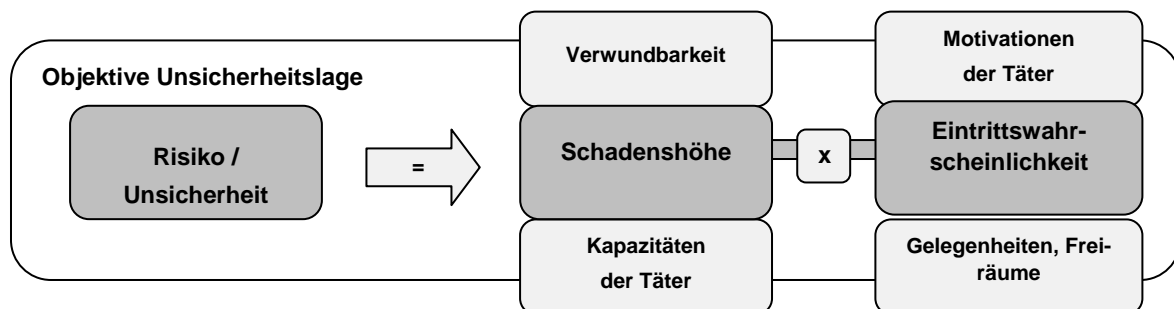 Objektive Unsicherheitslage
Risiko /
Unsicherheit
=
Verwundbarkeit
Schadenshöhe
Kapazitäten
der Täter
x
Motivationen
der Täter
Eintrittswahr-
scheinlichkeit
Gelegenheiten, Frei-
räume